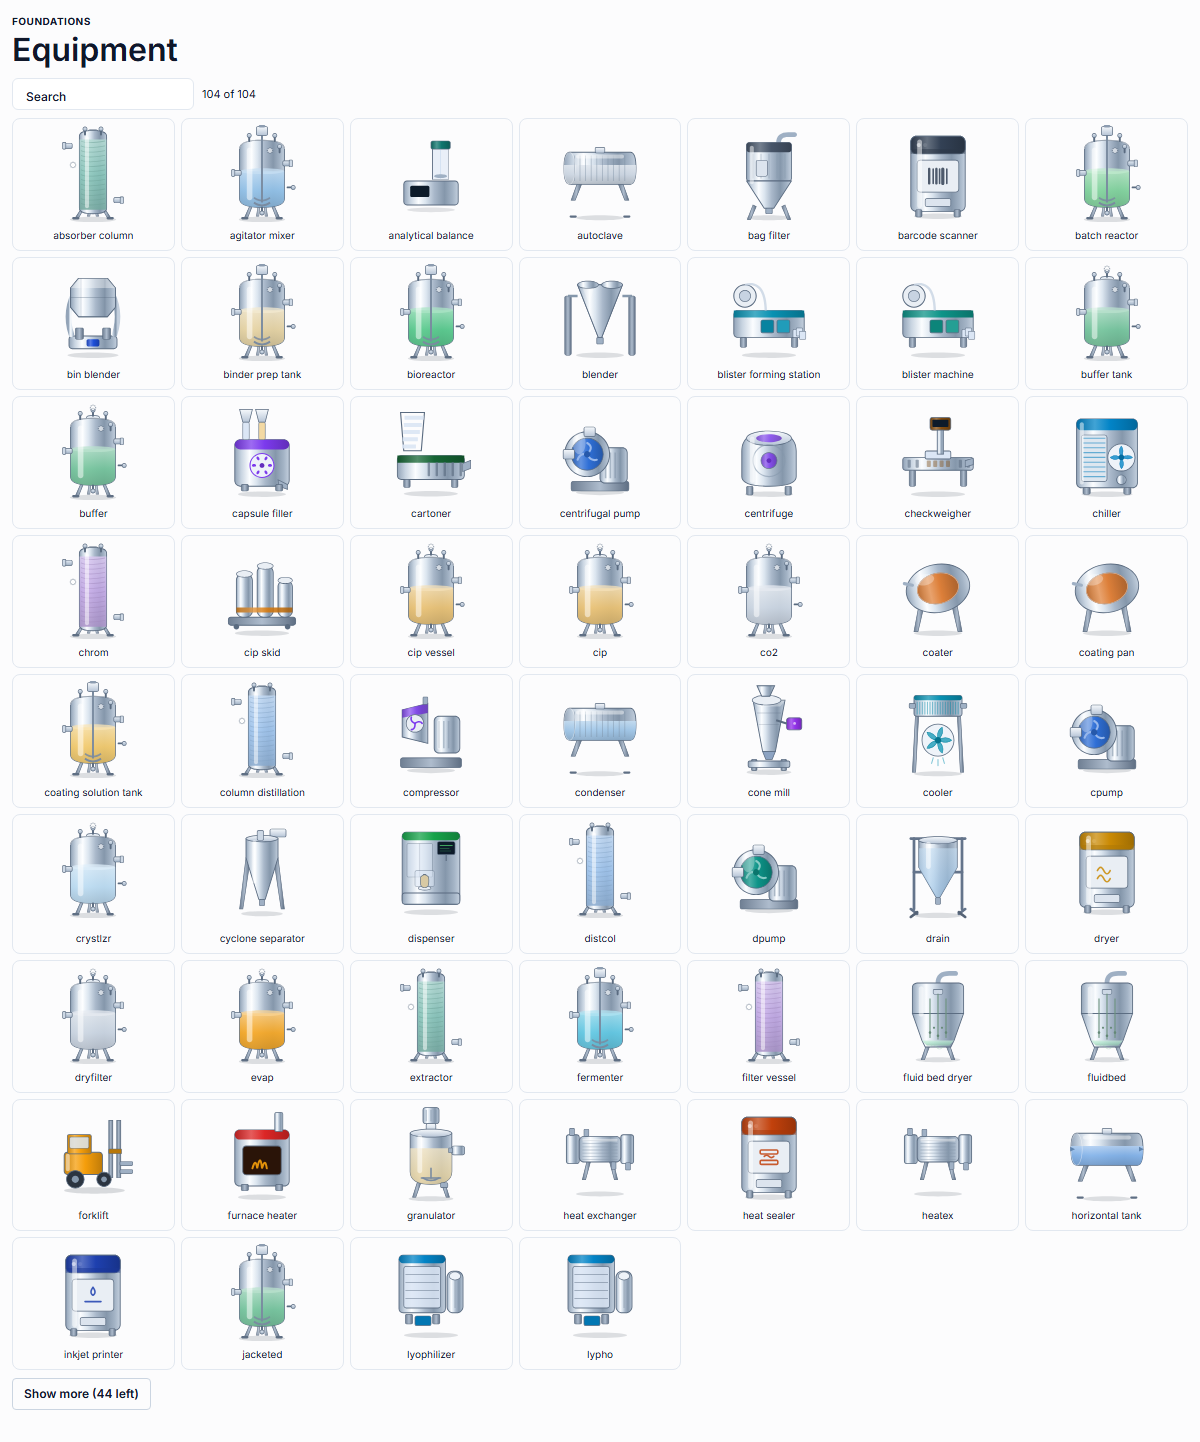 FOUNDATIONS
Equipment
Search
104 of 104
absorber column
agitator mixer
analytical balance
autoclave
bag filter
barcode scanner
batch reactor
bin blender
binder prep tank
bioreactor
blender
blister forming station
blister machine
buffer tank
buffer
capsule filler
cartoner
centrifugal pump
centrifuge
checkweigher
chiller
chrom
cip skid
cip vessel
cip
co2
coater
coating pan
coating solution tank
column distillation
compressor
condenser
cone mill
cooler
cpump
crystlzr
cyclone separator
dispenser
distcol
dpump
drain
dryer
dryfilter
evap
extractor
fermenter
filter vessel
fluid bed dryer
fluidbed
forklift
furnace heater
granulator
heat exchanger
heat sealer
heatex
horizontal tank
inkjet printer
jacketed
lyophilizer
lypho
Show more (44 left)